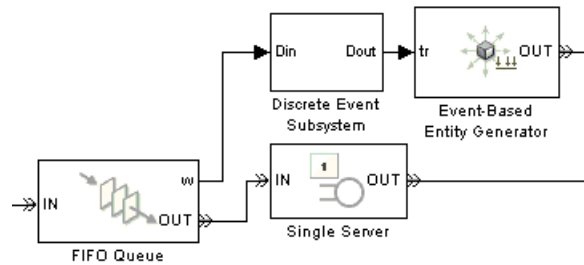 Din
Dout
tr
OUT
Discrete Event
Subsystem
Event-Based
Entity Generator
IN
w
OUT
FIFO Queue
IN
1
OUT
Single Server